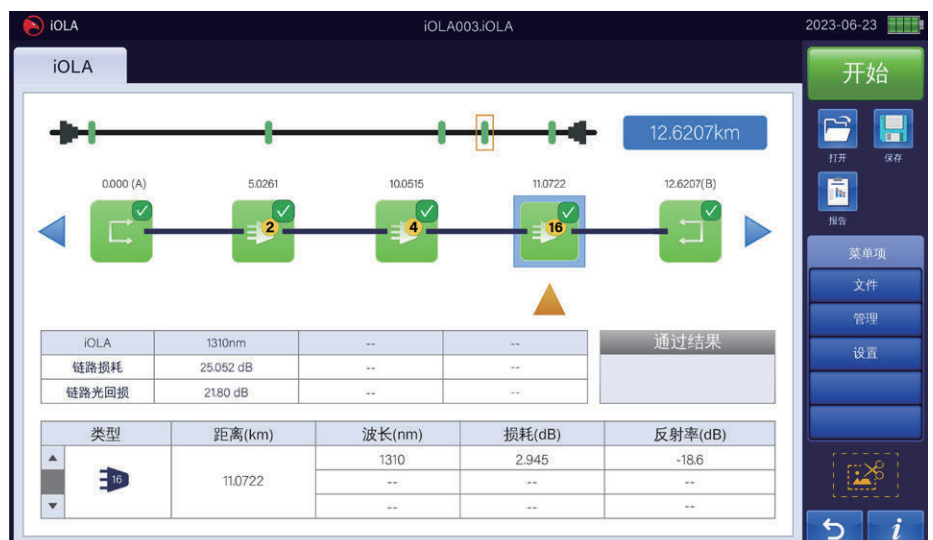 iOLA iOLA003.iOLA 2023-06-23
iOLA
开始
12.6207km
打开 保存
0.000 (A) 5.0261 10.0515 11.0722 12.6207(B)
2 4 16
报告
菜单项
文件
管理
设置
iOLA 1310nm -- -- 通过结果
链路损耗 25.052 dB -- --
链路光回损 21.80 dB -- --
类型 距离(km) 波长(nm) 损耗(dB) 反射率(dB)
1310 2.945 -18.6
16 11.0722 -- -- --
-- -- --
i